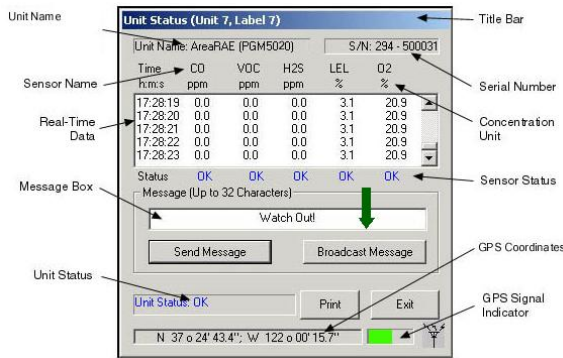 Unit Name
Unit Status (Unit 7, Label 7)
Title Bar
Unit Name: AreaRAE (PGM5020)
S/N: 294 - 500031
Sensor Name
Time CO VOC H2S LEL O2
h:m:s ppm ppm ppm % %
Serial Number
Real-Time
Data
17:28:19 0.0 0.0 0.0 3.1 20.9
17:28:20 0.0 0.0 0.0 3.1 20.9
17:28:21 0.0 0.0 0.0 3.1 20.9
17:28:22 0.0 0.0 0.0 3.1 20.9
17:28:23 0.0 0.0 0.0 3.1 20.9
Concentration
Unit
Status OK OK OK OK OK
Sensor Status
Message Box
Message (Up to 32 Characters)
Watch Out!
Send Message
Broadcast Message
GPS Coordinates
Unit Status
Unit Status: OK
Print
Exit
GPS Signal
Indicator
N 37 o 24' 43.4"; W 122 o 00' 15.7"